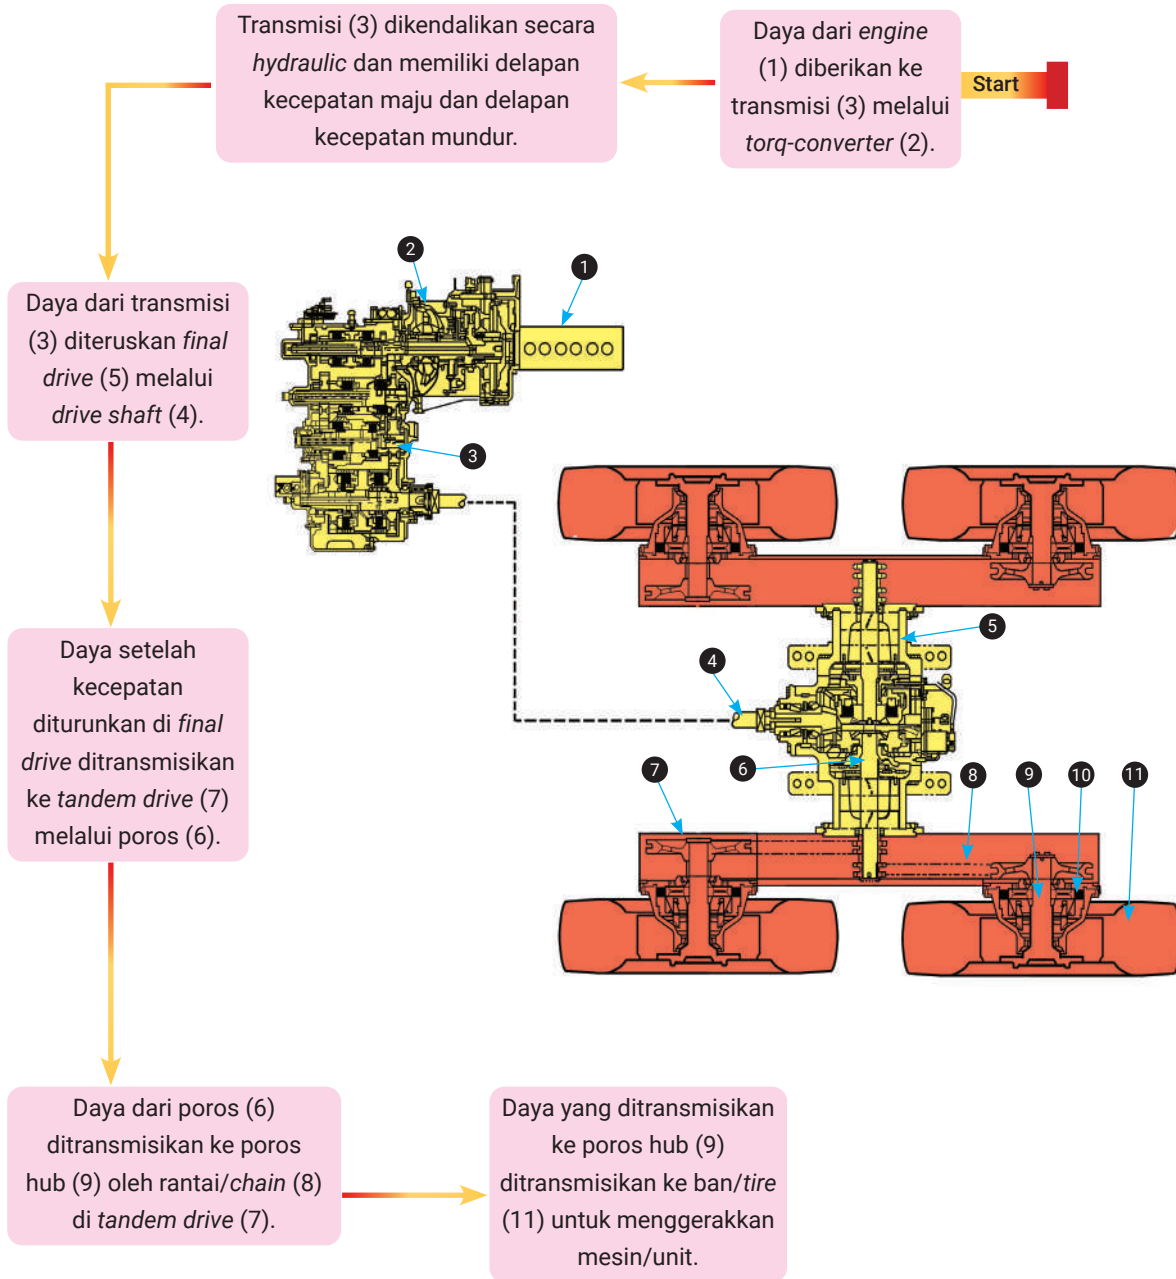 Start
Daya dari engine
(1) diberikan ke
transmisi (3) melalui
torq-converter (2).
Transmisi (3) dikendalikan secara
hydraulic dan memiliki delapan
kecepatan maju dan delapan
kecepatan mundur.
Daya dari transmisi
(3) diteruskan final
drive (5) melalui
drive shaft (4).
Daya setelah
kecepatan
diturunkan di final
drive ditransmisikan
ke tandem drive (7)
melalui poros (6).
Daya dari poros (6)
ditransmisikan ke poros
hub (9) oleh rantai/chain (8)
di tandem drive (7).
Daya yang ditransmisikan
ke poros hub (9)
ditransmisikan ke ban/tire
(11) untuk menggerakkan
mesin/unit.
2
1
3
5
4
6
7
8
9
10
11